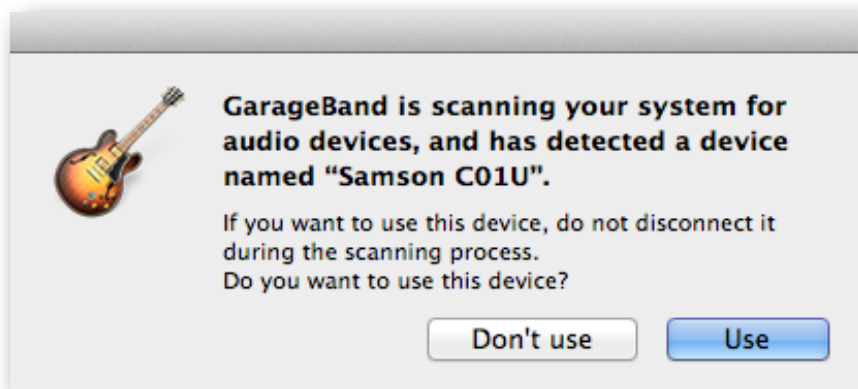 GarageBand is scanning your system for
audio devices, and has detected a device
named “Samson C01U".
If you want to use this device, do not disconnect it
during the scanning process.
Do you want to use this device?
Don't use
Use